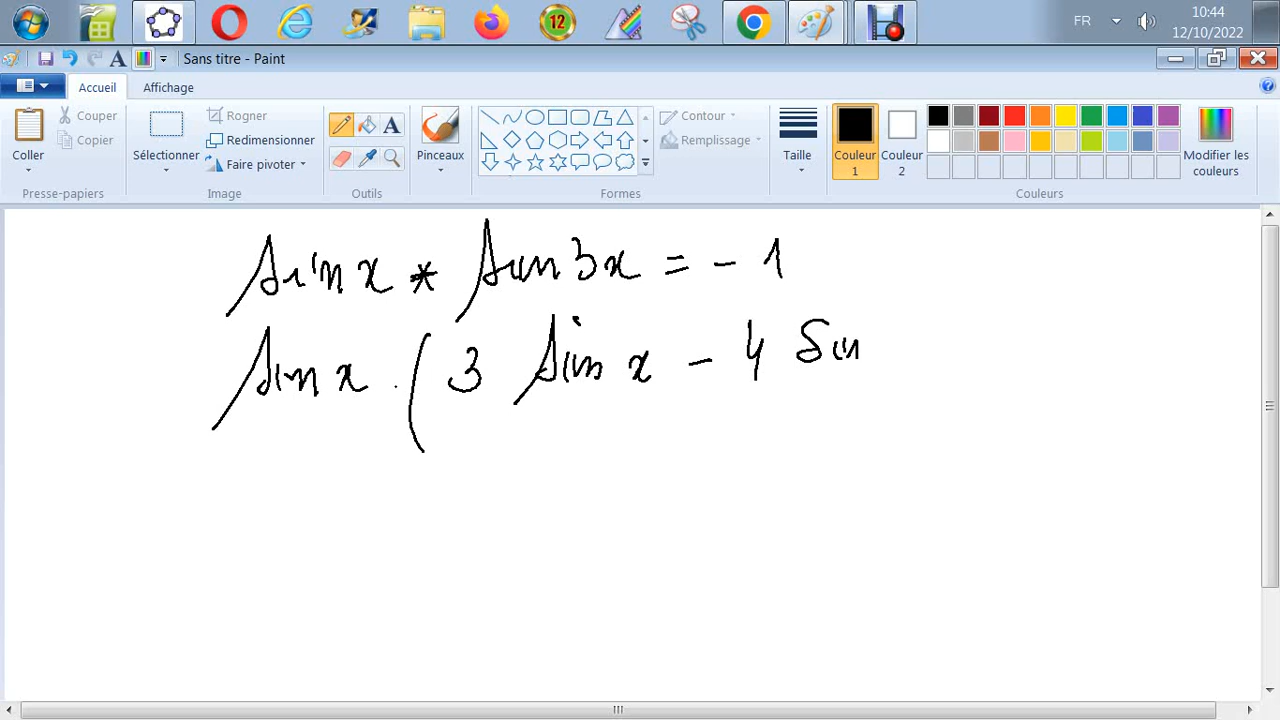 12
FR
10:44
12/10/2022
Sans titre - Paint
Accueil
Affichage
Coller
Couper
Copier
Presse-papiers
Sélectionner
Rogner
Redimensionner
Faire pivoter
Image
A
Outils
Pinceaux
Contour
Remplissage
Formes
Taille
Couleur 1
Couleur 2
Modifier les couleurs
Couleurs
sin x * sin 3x = - 1
sin x . ( 3 sin x - 4 sin